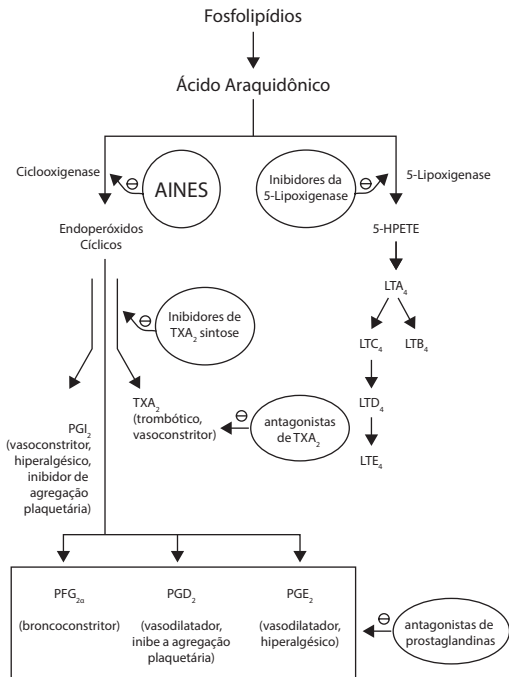 Fosfolipídios
Ácido Araquidônico
Ciclooxigenase
⊖
AINES
Inibidores da
5-Lipoxigenase
⊖
5-Lipoxigenase
Endoperóxidos
Cíclicos
5-HPETE
LTA₄
Inibidores de
TXA₂ sintose
⊖
LTC₄
LTB₄
TXA₂
(trombótico,
vasoconstritor)
⊖
antagonistas
de TXA₂
LTD₄
LTE₄
PGI₂
(vasoconstritor,
hiperalgésico,
inibidor de
agregação
plaquetária)
PFG₂α
(broncoconstritor)
PGD₂
(vasodilatador,
inibe a agregação
plaquetária)
PGE₂
(vasodilatador,
hiperalgésico)
⊖
antagonistas de
prostaglandinas